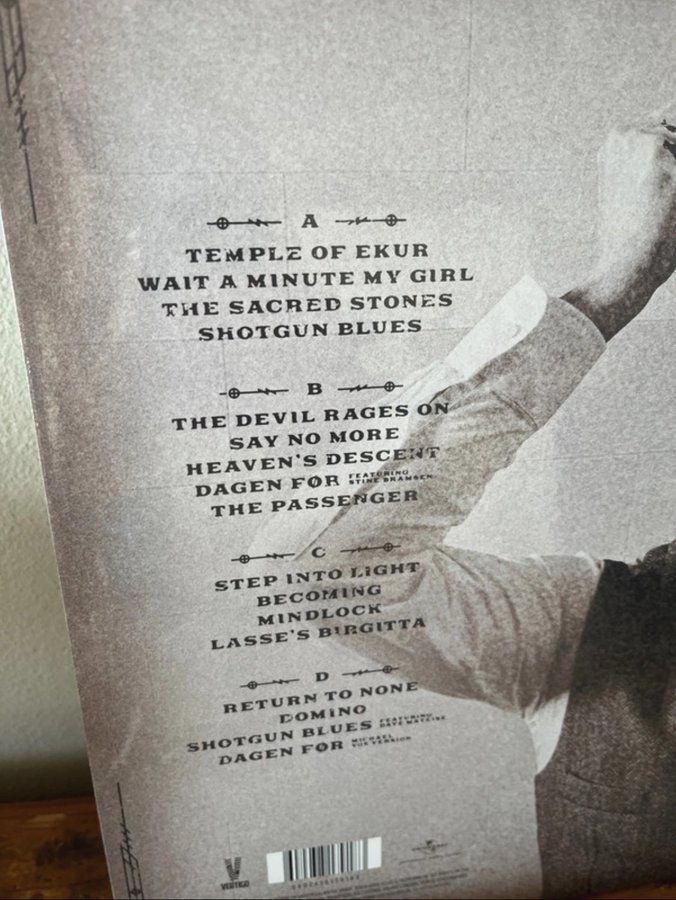 A
TEMPLE OF EKUR
WAIT A MINUTE MY GIRL
THE SACRED STONES
SHOTGUN BLUES
B
THE DEVIL RAGES ON
SAY NO MORE
HEAVEN'S DESCENT
DAGEN FØR FEATURING STINE BRAMSEN
THE PASSENGER
C
STEP INTO LIGHT
BECOMING
MINDLOCK
LASSE'S BIRGITTA
D
RETURN TO NONE
DOMINO
SHOTGUN BLUES FEATURING DAVE MATRISE
DAGEN FØR MICHAEL VOX VERSION
VERTIGO